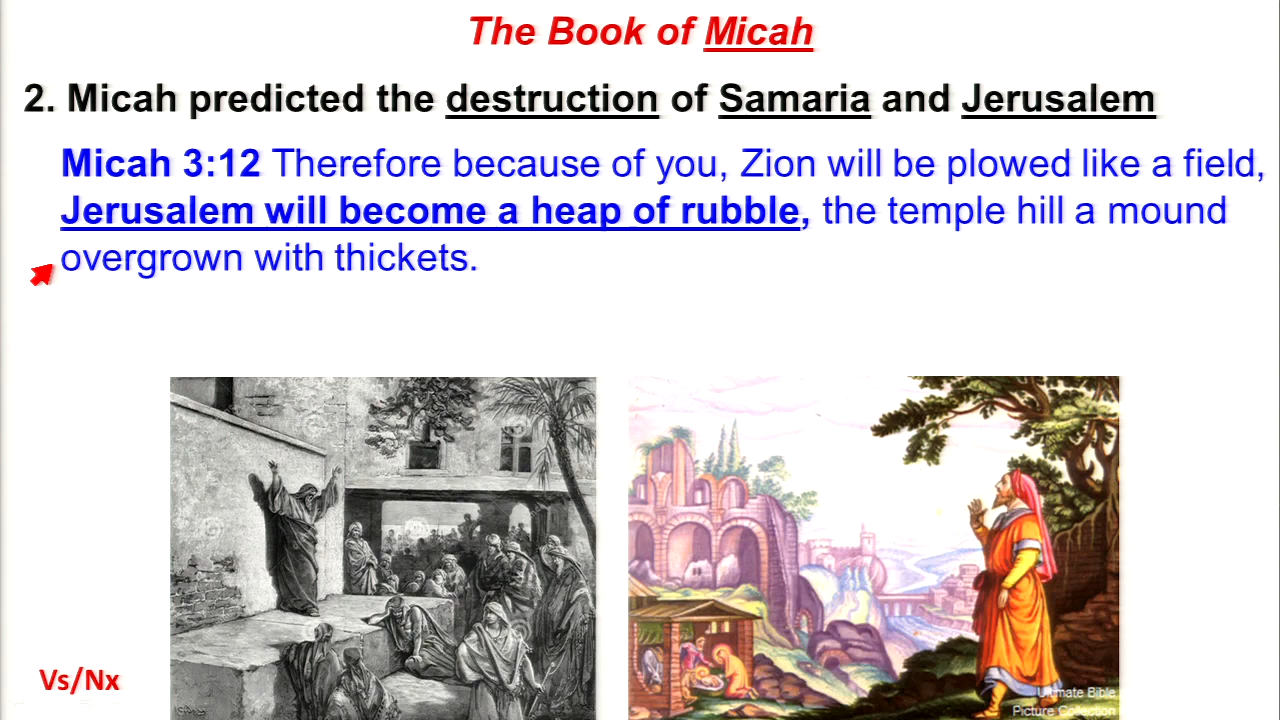 The Book of Micah
2. Micah predicted the destruction of Samaria and Jerusalem
Micah 3:12 Therefore because of you, Zion will be plowed like a field,
Jerusalem will become a heap of rubble, the temple hill a mound
overgrown with thickets.
Vs/Nx
Ultimate Bible
Picture Collection